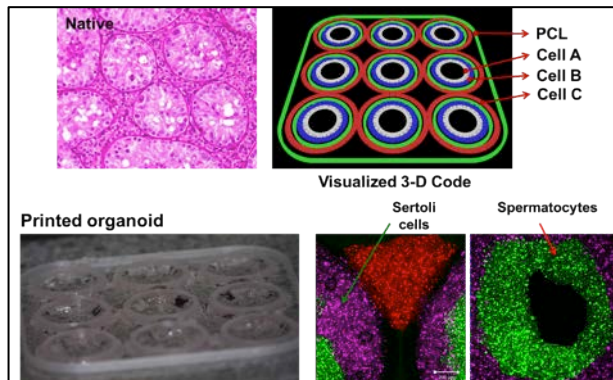 Native
PCL
Cell A
Cell B
Cell C
Visualized 3-D Code
Printed organoid
Sertoli
cells
Spermatocytes